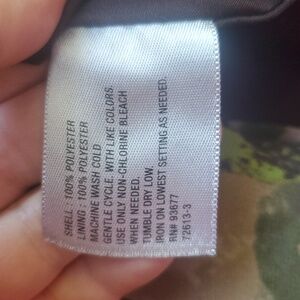 SHELL: 100% POLYESTER
LINING: 100% POLYESTER
MACHINE WASH COLD
GENTLE CYCLE. WITH LIKE COLORS.
USE ONLY NON-CHLORINE BLEACH
WHEN NEEDED.
TUMBLE DRY LOW.
IRON ON LOWEST SETTING AS NEEDED.
RN# 93677
72613-3